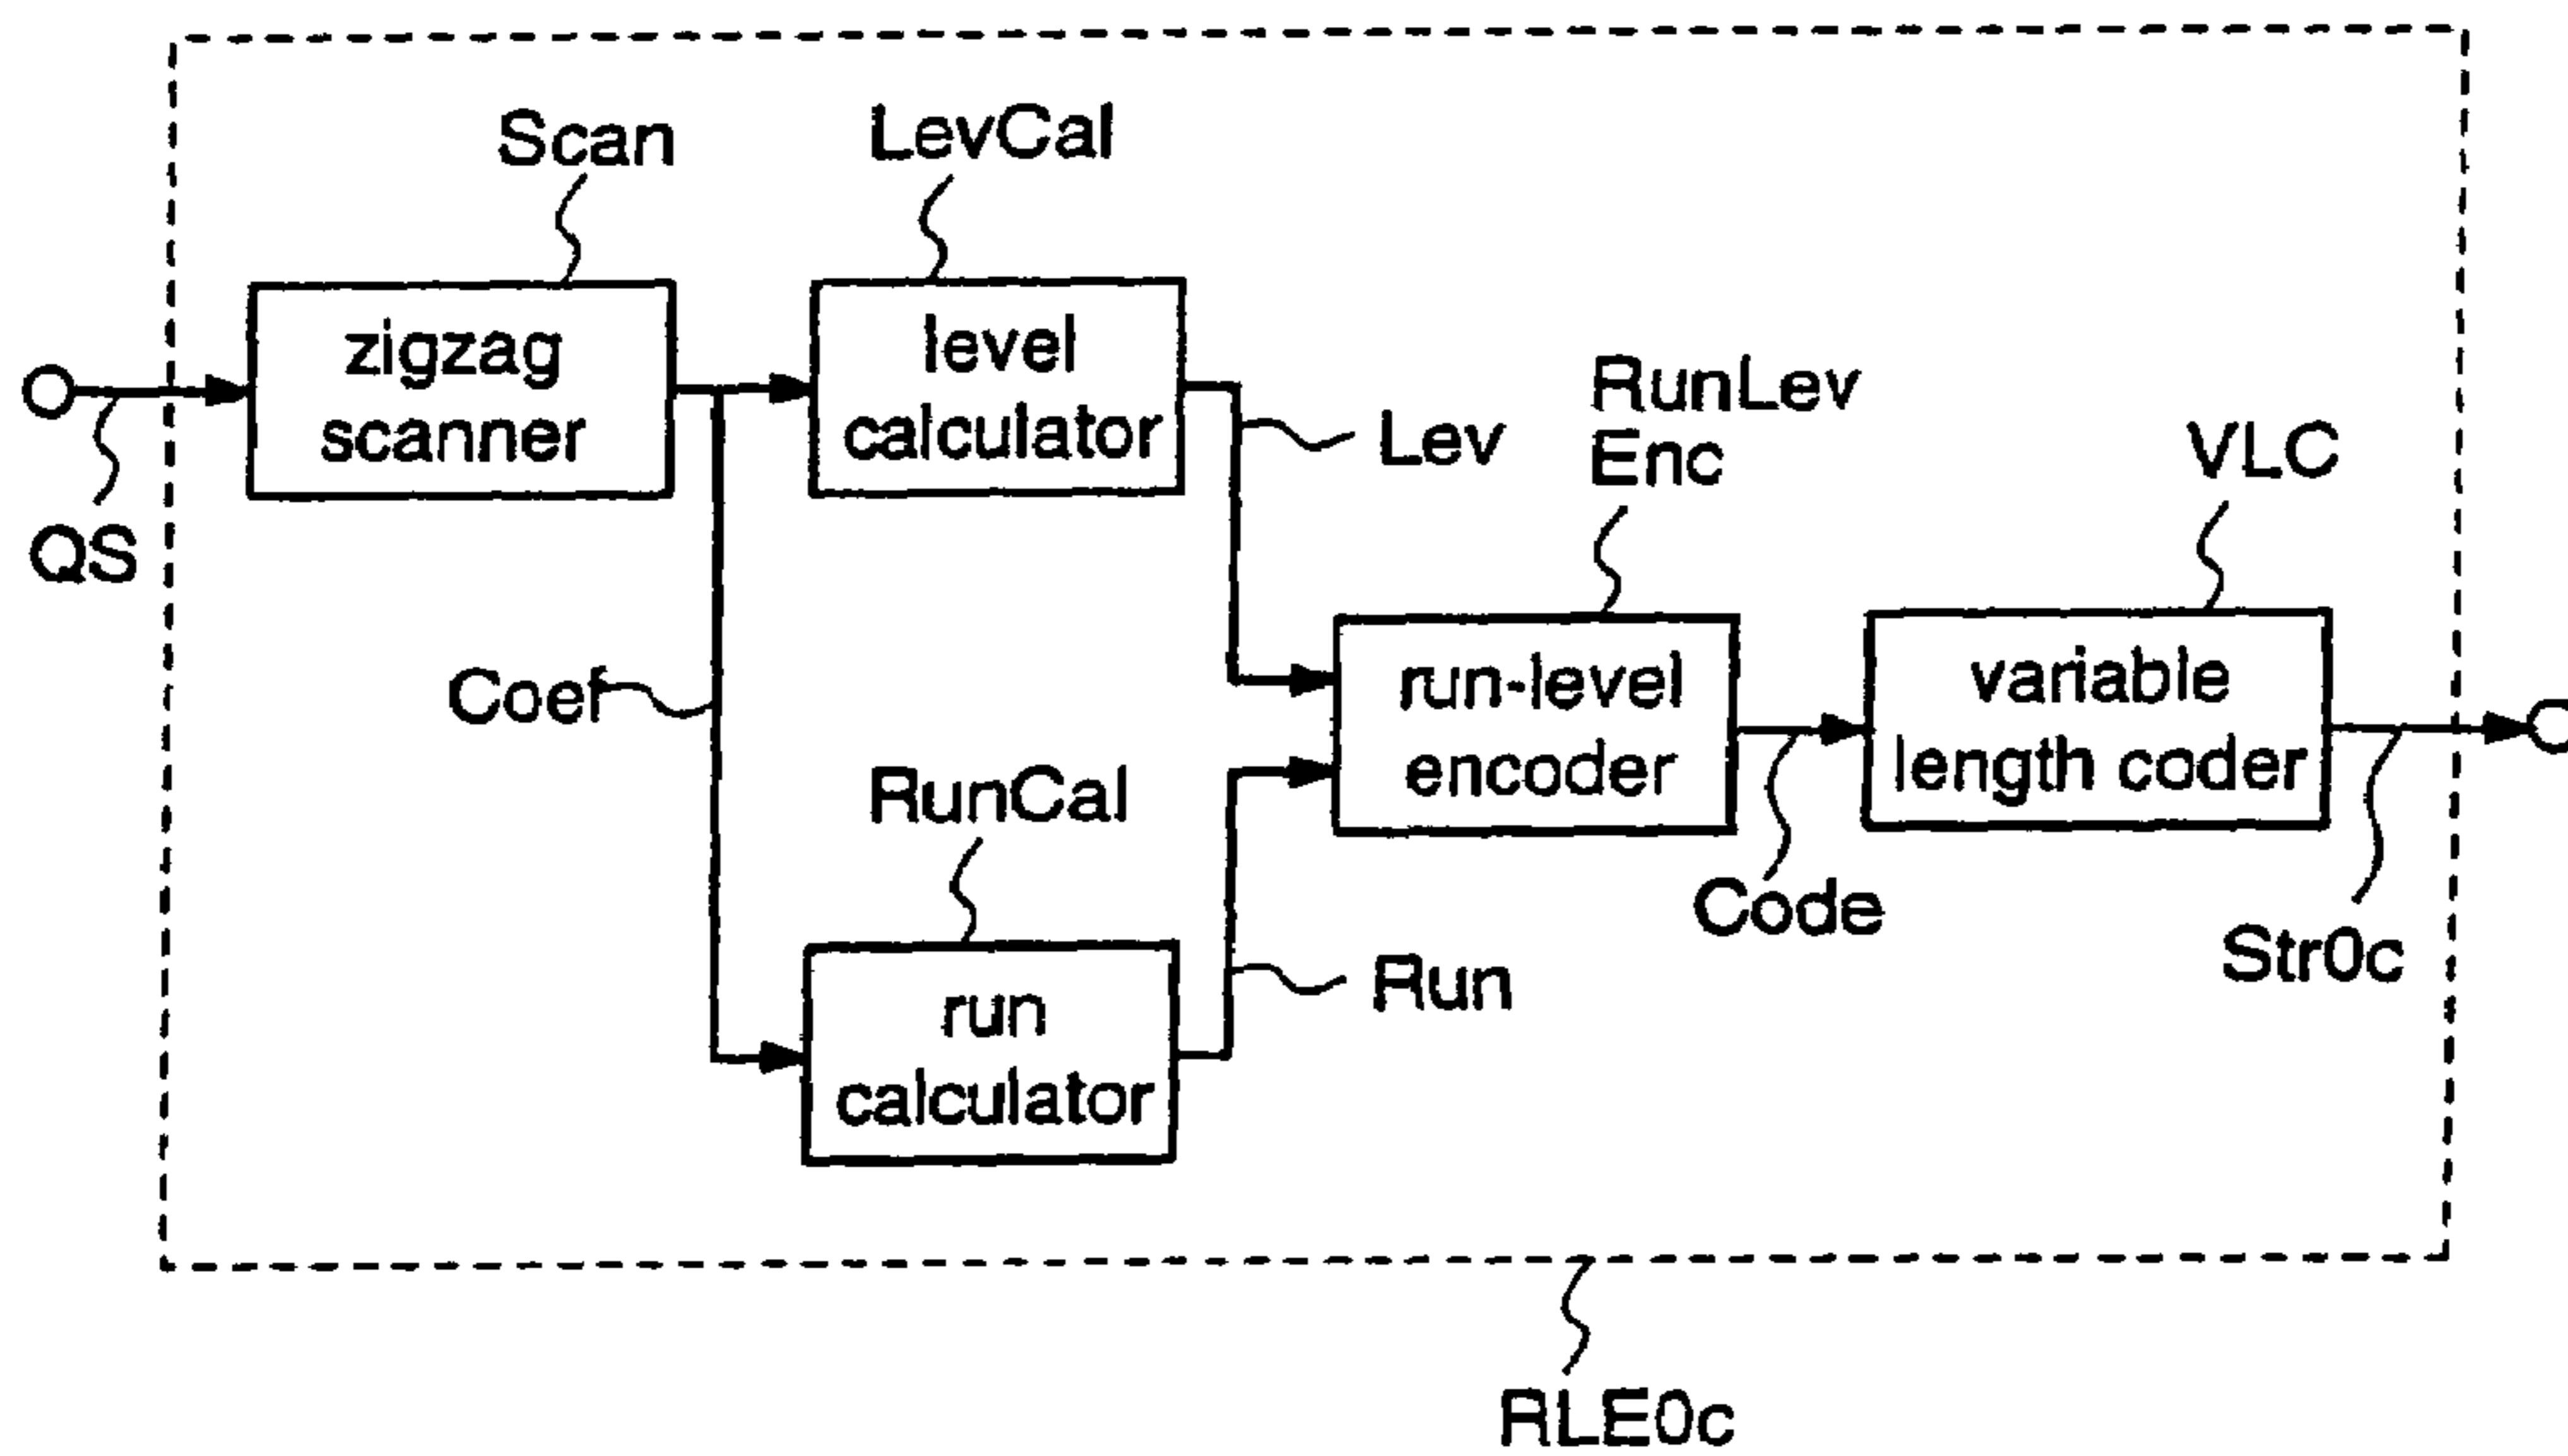 Scan
LevCal
zigzag
scanner
level
calculator
QS
Lev
RunLev
Enc
VLC
Coef
run-level
encoder
variable
length coder
RunCal
Code
Run
Str0c
run
calculator
RLE0c